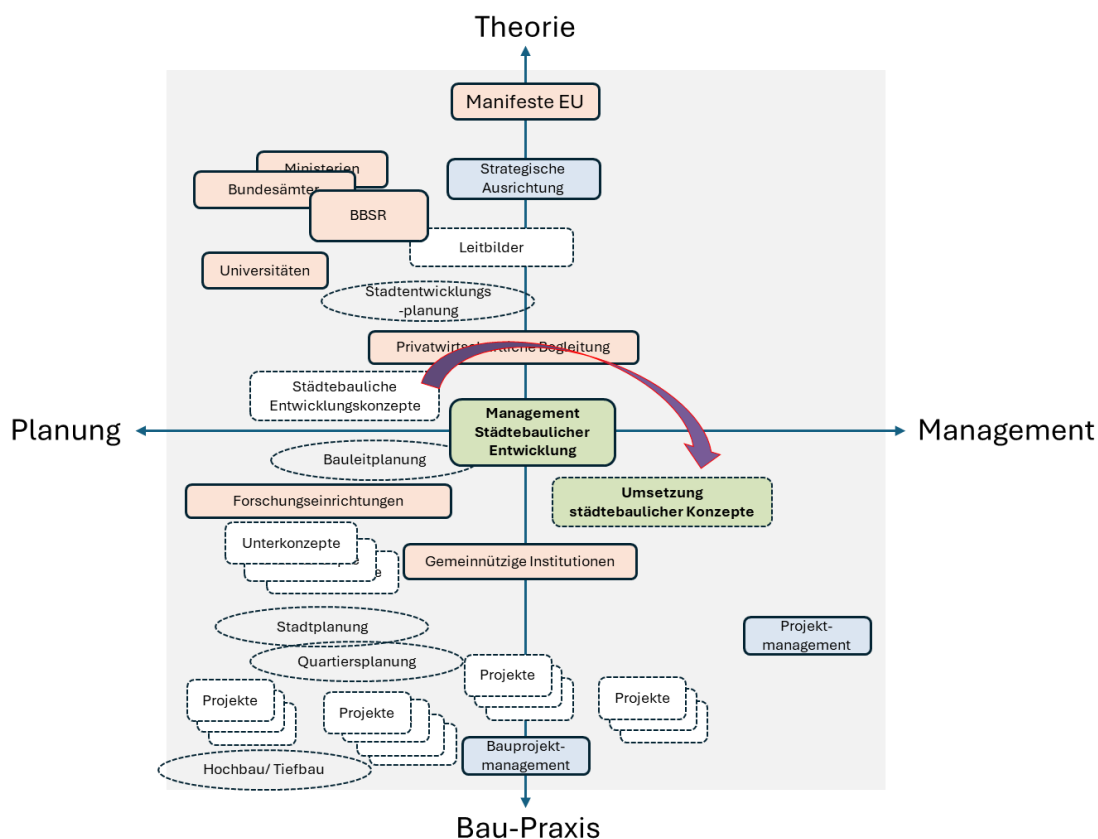 Theorie
Manifeste EU
Ministerien
Strategische
Ausrichtung
Bundesämter
BBSR
Leitbilder
Universitäten
Stadtentwicklungs
-planung
Privatwirtschaftliche Begleitung
Städtebauliche
Entwicklungskonzepte
Management
Städtebaulicher
Entwicklung
Planung
Management
Bauleitplanung
Umsetzung
städtebaulicher Konzepte
Forschungseinrichtungen
Unterkonzepte
Gemeinnützige Institutionen
Stadtplanung
Projekt-
management
Quartiersplanung
Projekte
Projekte
Projekte
Projekte
Bauprojekt-
management
Hochbau/ Tiefbau
Bau-Praxis